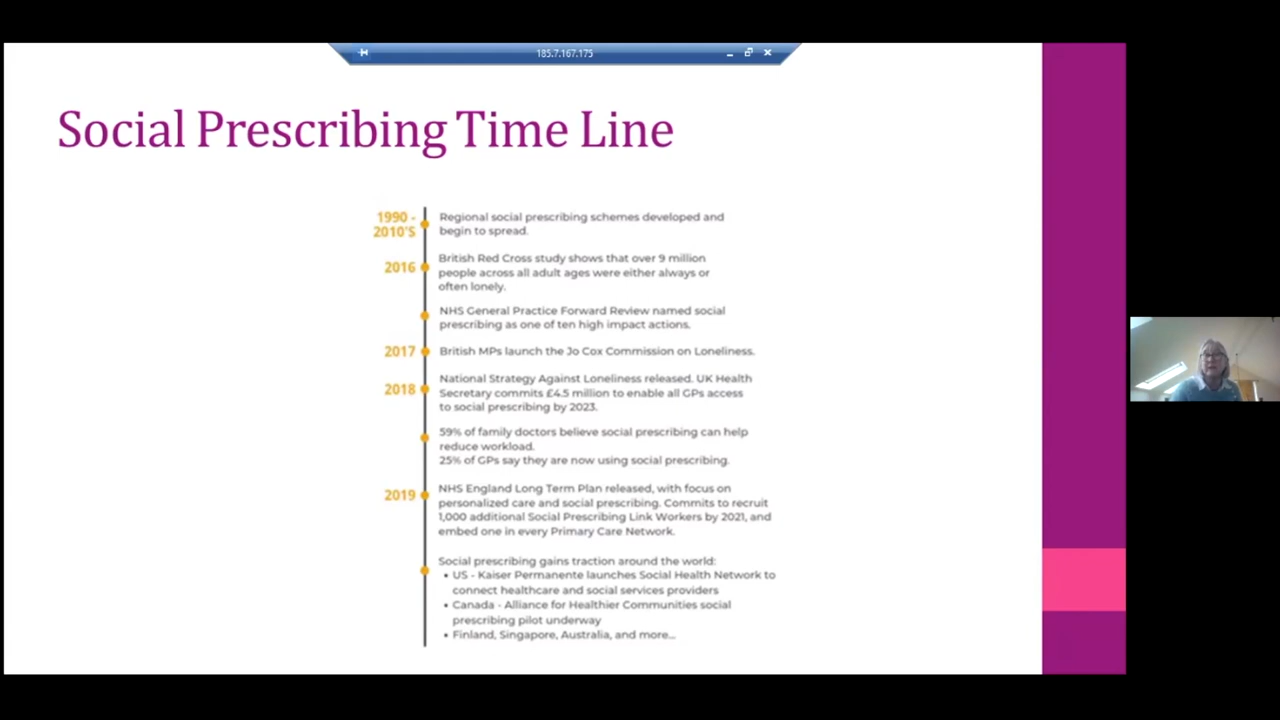 185.7.167.175
Social Prescribing Time Line
1990 -
2010'S
Regional social prescribing schemes developed and
begin to spread.
2016
British Red Cross study shows that over 9 million
people across all adult ages were either always or
often lonely.
NHS General Practice Forward Review named social
prescribing as one of ten high impact actions.
2017
British MPs launch the Jo Cox Commission on Loneliness.
2018
National Strategy Against Loneliness released. UK Health
Secretary commits £4.5 million to enable all GPs access
to social prescribing by 2023.
59% of family doctors believe social prescribing can help
reduce workload.
25% of GPs say they are now using social prescribing.
2019
NHS England Long Term Plan released, with focus on
personalized care and social prescribing. Commits to recruit
1,000 additional Social Prescribing Link Workers by 2021, and
embed one in every Primary Care Network.
Social prescribing gains traction around the world:
• US - Kaiser Permanente launches Social Health Network to
connect healthcare and social services providers
• Canada - Alliance for Healthier Communities social
prescribing pilot underway
• Finland, Singapore, Australia, and more...